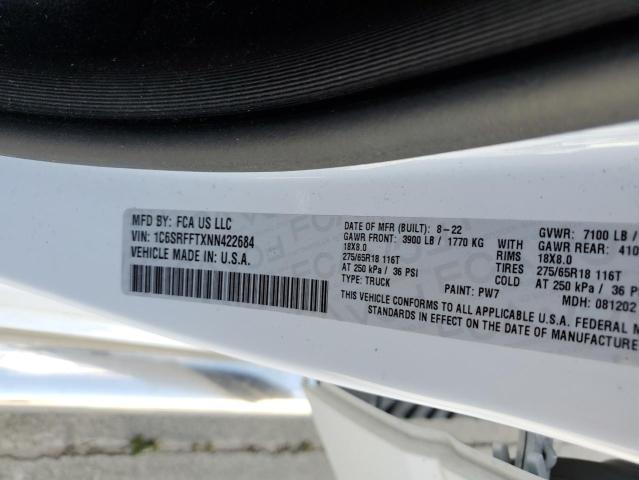 MFD BY: FCA US LLC
VIN: 1C6SRFFTXNN422684
VEHICLE MADE IN: U.S.A.
DATE OF MFR (BUILT): 8-22 GVWR: 7100 LB /
GAWR FRONT: 3900 LB / 1770 KG WITH GAWR REAR: 410
18X8.0 RIMS 18X8.0
275/65R18 116T TIRES 275/65R18 116T
AT 250 kPa / 36 PSI COLD AT 250 kPa / 36 PS
TYPE: TRUCK PAINT: PW7 MDH: 081202
THIS VEHICLE CONFORMS TO ALL APPLICABLE U.S.A. FEDERAL M
STANDARDS IN EFFECT ON THE DATE OF MANUFACTURE